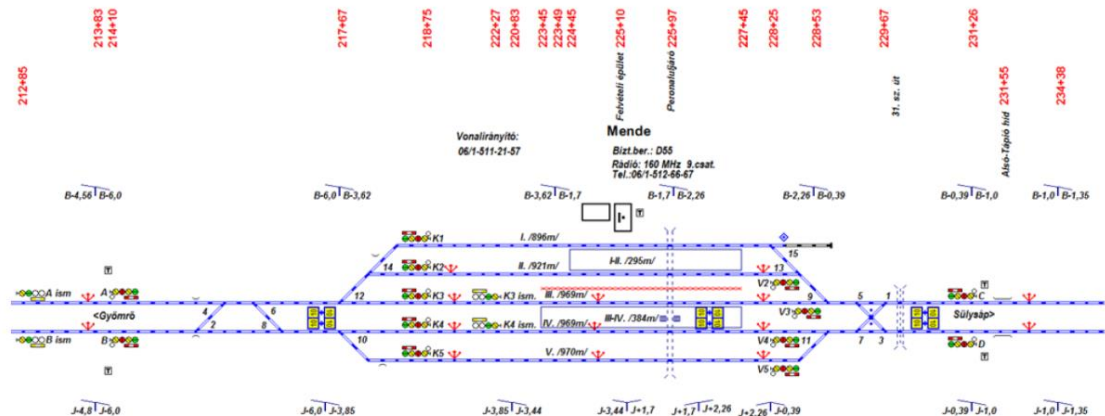 212+85
213+83
214+10
217+67
218+75
222+27
220+83
223+45
223+49
224+45
225+10
225+97
227+45
228+25
228+53
229+67
231+26
231+55
234+38
Felvételi épület
Peronaluljáró
31. sz. út
Alsó-Tápió híd
Vonalirányító:
06/1-511-21-57
Mende
Bizt.ber.: D55
Rádió: 160 MHz 9.csat.
Tel.:06/1-512-66-67
B-4,56 B-6,0
B-6,0 B-3,62
B-3,62 B-1,7
B-1,7 B-2,26
B-2,26 B-0,39
B-0,39 B-1,0
B-1,0 B-1,35
T
K1
I. /896m/
15
T
14
K2
II. /921m/
I-II. /295m/
13
V2
T
A ism
A
12
K3
K3 ism.
III. /969m/
9
5
1
C
<Gyömrő
4
6
2
8
K4
K4 ism.
IV. /969m/
III-IV. /384m/
V3
Sülysáp>
B ism
B
10
V4
11
7
3
D
T
K5
V. /970m/
V5
T
J-4,8 J-6,0
J-6,0 J-3,85
J-3,85 J-3,44
J-3,44 J+1,7
J+1,7 J+2,26
J+2,26 J-0,39
J-0,39 J-1,0
J-1,0 J-1,35